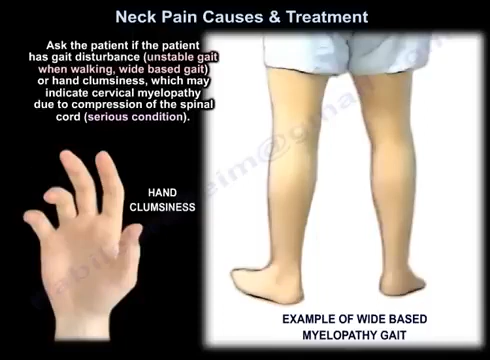 Neck Pain Causes & Treatment
Ask the patient if the patient
has gait disturbance (unstable gait
when walking, wide based gait)
or hand clumsiness, which may
indicate cervical myelopathy
due to compression of the spinal
cord (serious condition).
HAND
CLUMSINESS
EXAMPLE OF WIDE BASED
MYELOPATHY GAIT